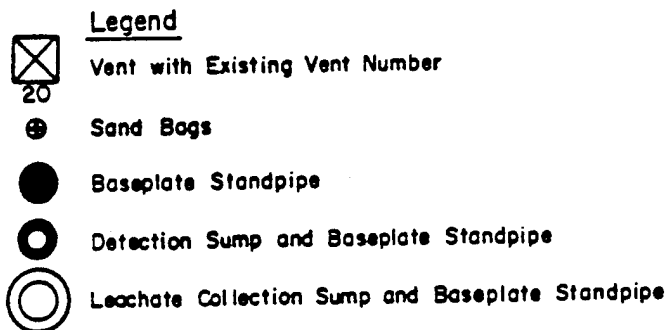 Legend
Vent with Existing Vent Number
20
Sand Bags
Baseplate Standpipe
Detection Sump and Baseplate Standpipe
Leachate Collection Sump and Baseplate Standpipe